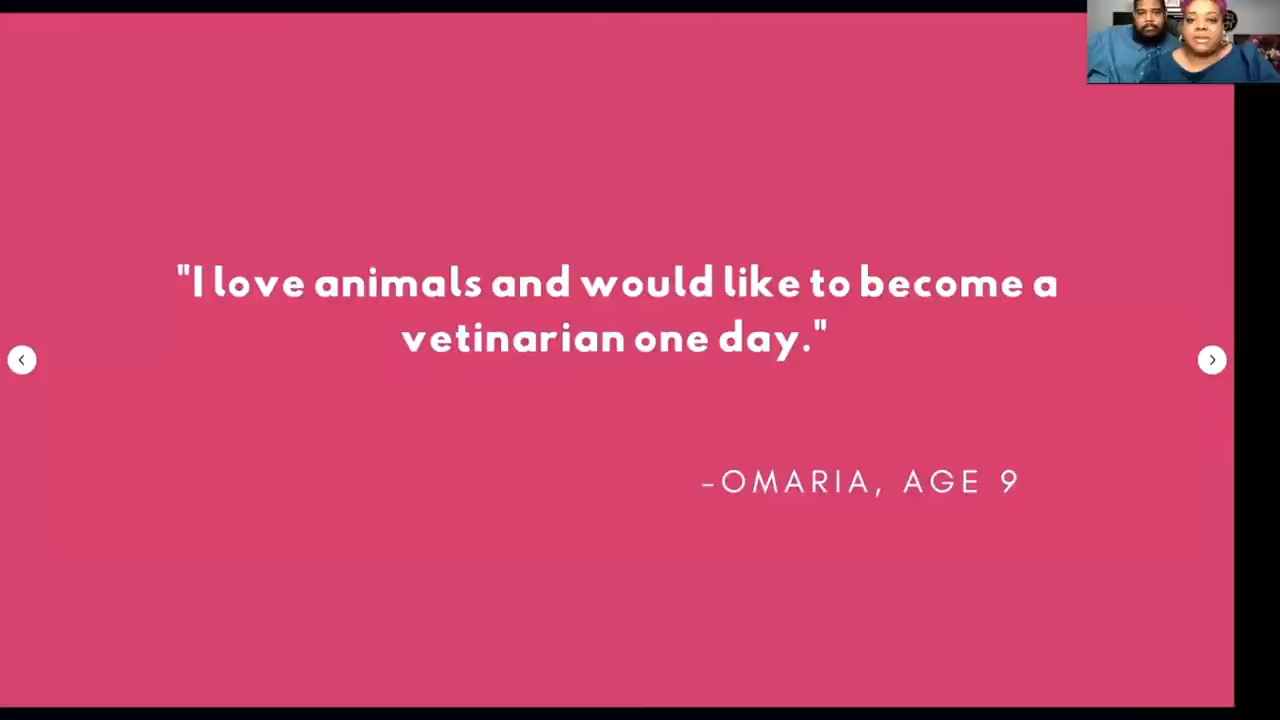 "I love animals and would like to become a
vetinarian one day."
-OMARIA, AGE 9